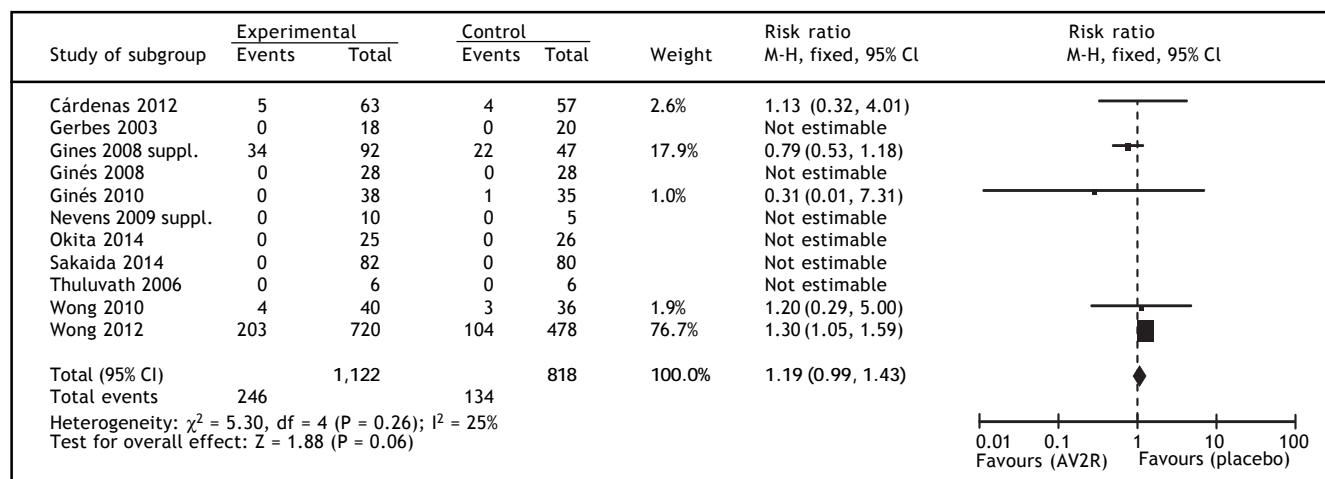 Experimental Control Risk ratio Risk ratio
Study of subgroup Events Total Events Total Weight M-H, fixed, 95% CI M-H, fixed, 95% CI
Cárdenas 2012 5 63 4 57 2.6% 1.13 (0.32, 4.01)
Gerbes 2003 0 18 0 20 Not estimable
Gines 2008 suppl. 34 92 22 47 17.9% 0.79 (0.53, 1.18)
Ginés 2008 0 28 0 28 Not estimable
Ginés 2010 0 38 1 35 1.0% 0.31 (0.01, 7.31)
Nevens 2009 suppl. 0 10 0 5 Not estimable
Okita 2014 0 25 0 26 Not estimable
Sakaida 2014 0 82 0 80 Not estimable
Thuluvath 2006 0 6 0 6 Not estimable
Wong 2010 4 40 3 36 1.9% 1.20 (0.29, 5.00)
Wong 2012 203 720 104 478 76.7% 1.30 (1.05, 1.59)
Total (95% CI) 1,122 818 100.0% 1.19 (0.99, 1.43)
Total events 246 134
Heterogeneity: χ² = 5.30, df = 4 (P = 0.26); I² = 25%
Test for overall effect: Z = 1.88 (P = 0.06)
0.01 0.1 1 10 100
Favours (AV2R) Favours (placebo)